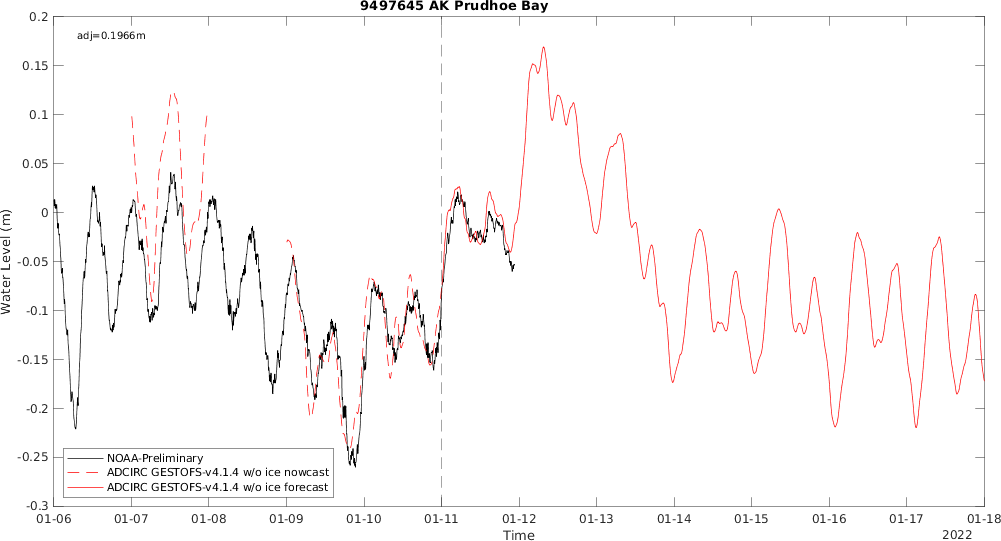 9497645 AK Prudhoe Bay
adj=0.1966m
Water Level (m)
0.2
0.15
0.1
0.05
0
-0.05
-0.1
-0.15
-0.2
-0.25
-0.3
NOAA-Preliminary
ADCIRC GESTOFS-v4.1.4 w/o ice nowcast
ADCIRC GESTOFS-v4.1.4 w/o ice forecast
01-06 01-07 01-08 01-09 01-10 01-11 01-12 01-13 01-14 01-15 01-16 01-17 01-18
Time
2022